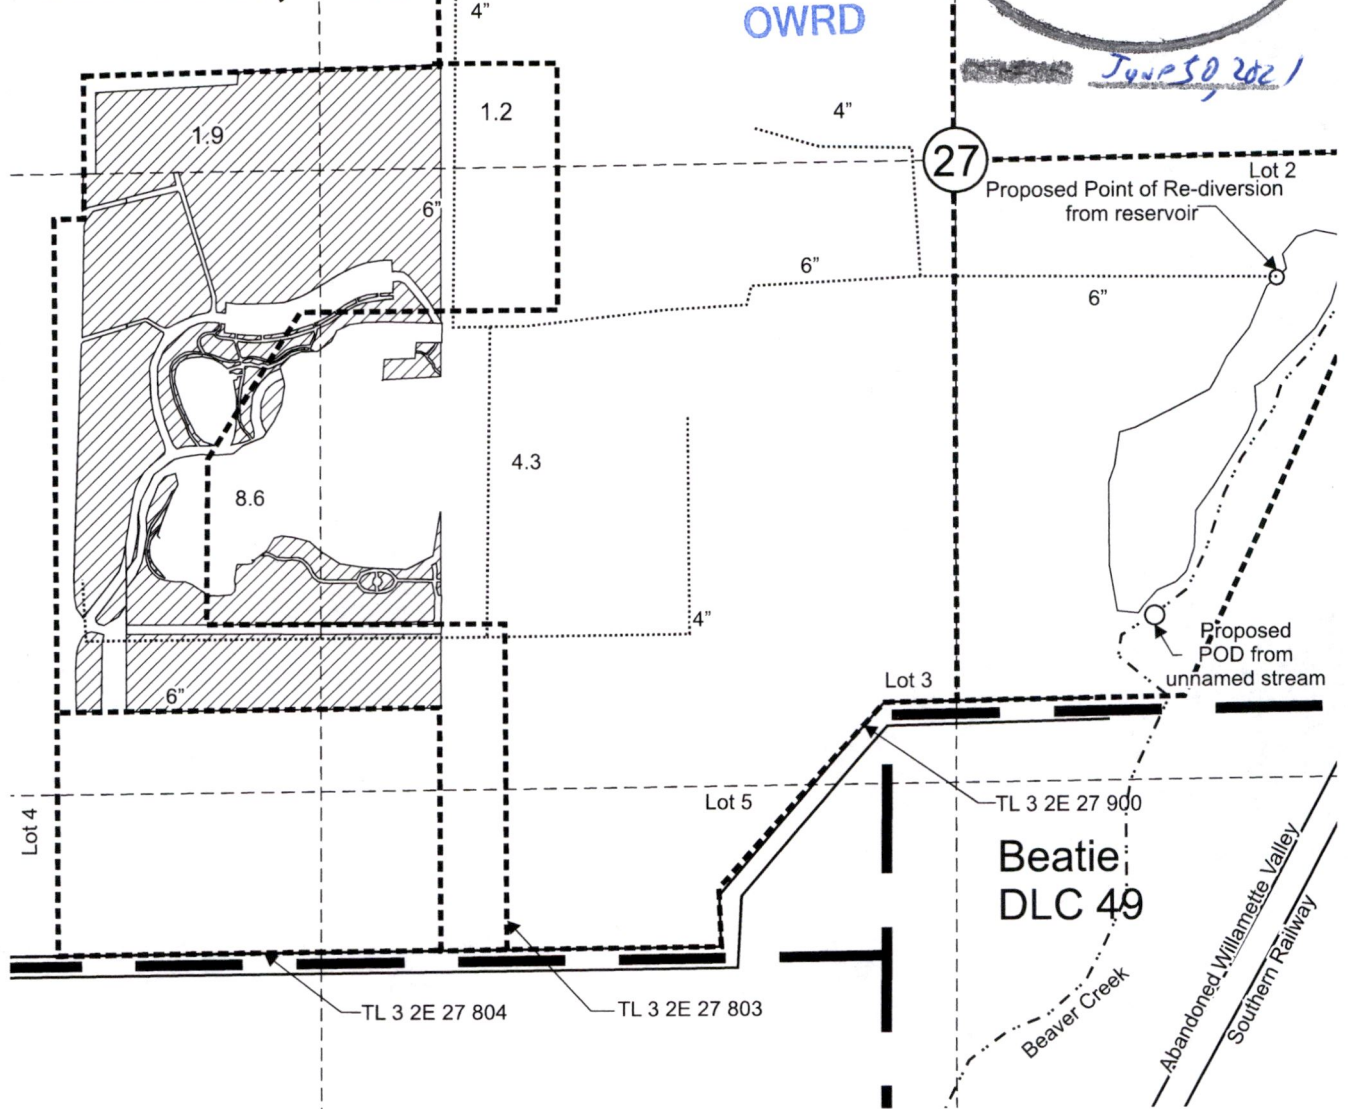 4”
OWRD
June 30, 2021
1.9
1.2
4”
27
Lot 2
Proposed Point of Re-diversion
from reservoir
6”
6”
6”
4.3
8.6
4”
Proposed
POD from
unnamed stream
6”
Lot 3
Lot 5
TL 3 2E 27 900
Lot 4
Beatie
DLC 49
Abandoned Willamette Valley
Southern Railway
Beaver Creek
TL 3 2E 27 804
TL 3 2E 27 803